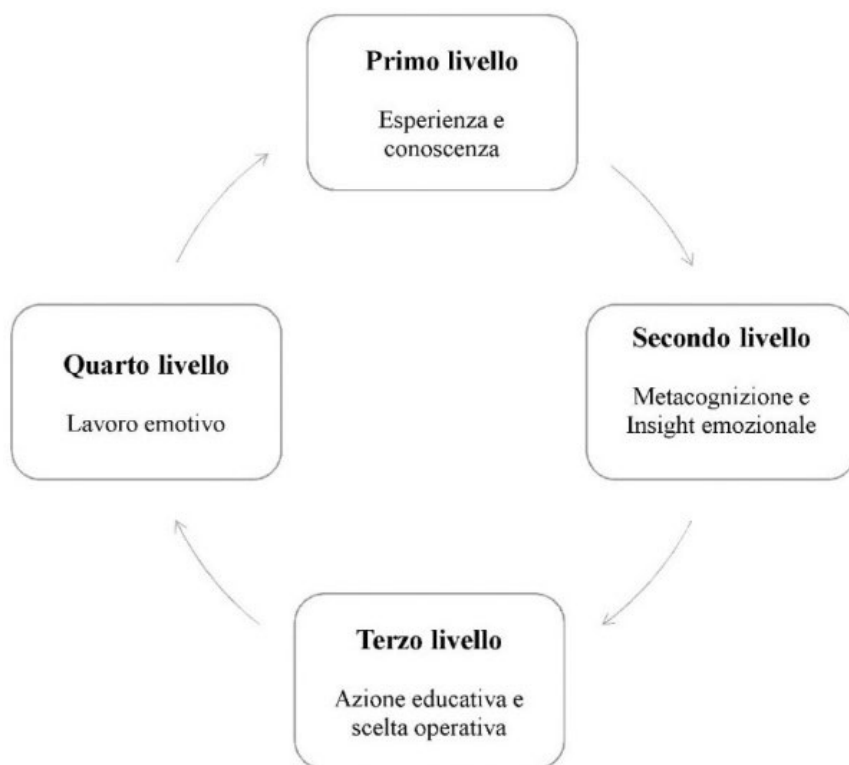 Primo livello
Esperienza e
conoscenza
Secondo livello
Metacognizione e
Insight emozionale
Terzo livello
Azione educativa e
scelta operativa
Quarto livello
Lavoro emotivo